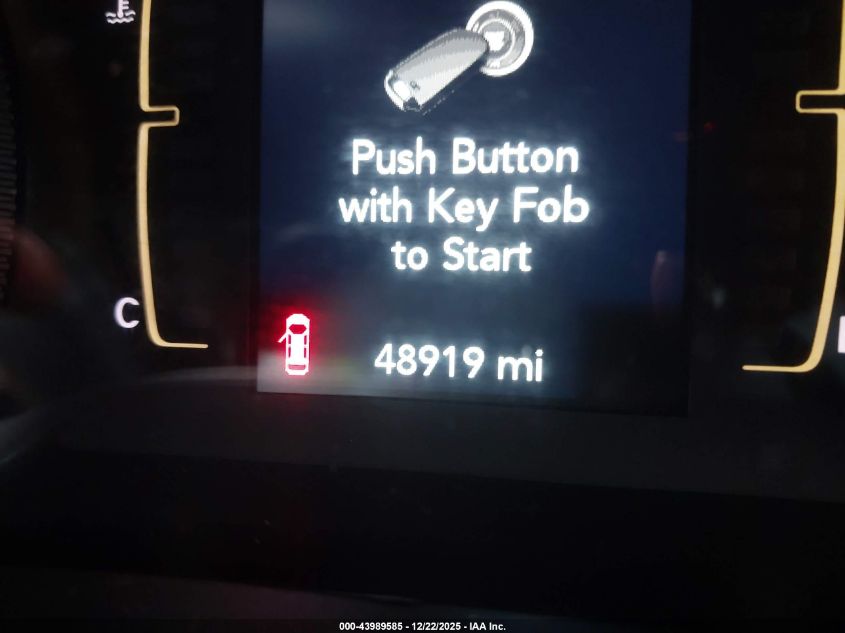 Push Button
with Key Fob
to Start
C
48919 mi
000-43989585 - 12/22/2025 - IAA Inc.